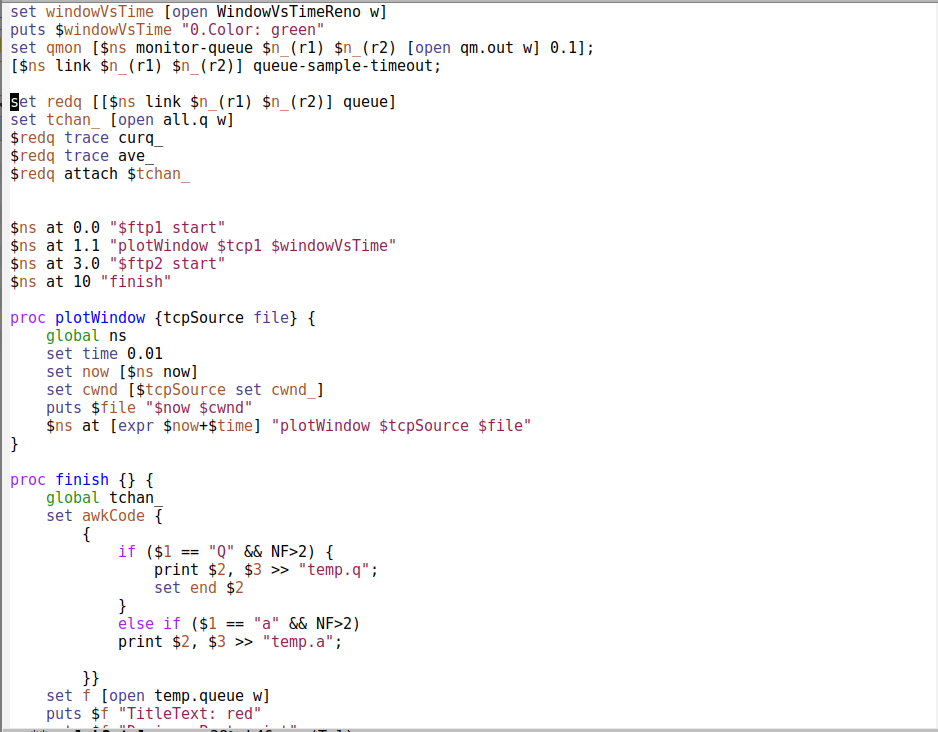 set windowVsTime [open WindowVsTimeReno w]
puts $windowVsTime "0.Color: green"
set qmon [$ns monitor-queue $n_(r1) $n_(r2) [open qm.out w] 0.1];
[$ns link $n_(r1) $n_(r2)] queue-sample-timeout;
set redq [[$ns link $n_(r1) $n_(r2)] queue]
set tchan_ [open all.q w]
$redq trace curq_
$redq trace ave_
$redq attach $tchan_
$ns at 0.0 "$ftp1 start"
$ns at 1.1 "plotWindow $tcp1 $windowVsTime"
$ns at 3.0 "$ftp2 start"
$ns at 10 "finish"
proc plotWindow {tcpSource file} {
    global ns
    set time 0.01
    set now [$ns now]
    set cwnd [$tcpSource set cwnd_]
    puts $file "$now $cwnd"
    $ns at [expr $now+$time] "plotWindow $tcpSource $file"
}
proc finish {} {
    global tchan_
    set awkCode {
        {
            if ($1 == "Q" && NF>2) {
                print $2, $3 >> "temp.q";
                set end $2
            }
            else if ($1 == "a" && NF>2)
            print $2, $3 >> "temp.a";
        }}
    set f [open temp.queue w]
    puts $f "TitleText: red"